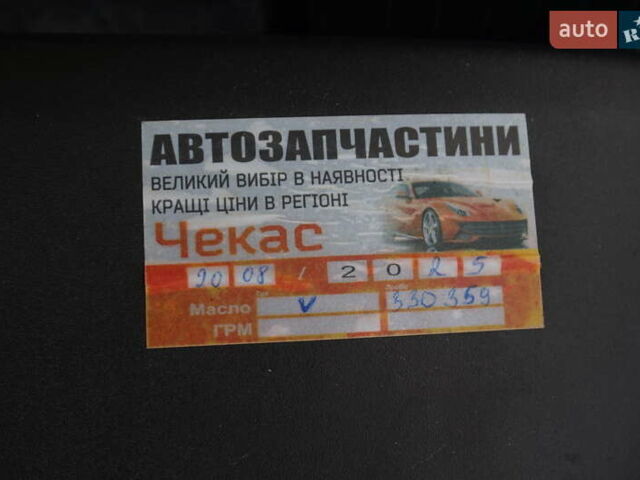 auto
АВТОЗАПЧАСТИНИ
ВЕЛИКИЙ ВИБІР В НАЯВНОСТІ
КРАЩІ ЦІНИ В РЕГІОНІ
Чекас
20 08 / 2 0 2 5
Масло V 330359
ГРМ